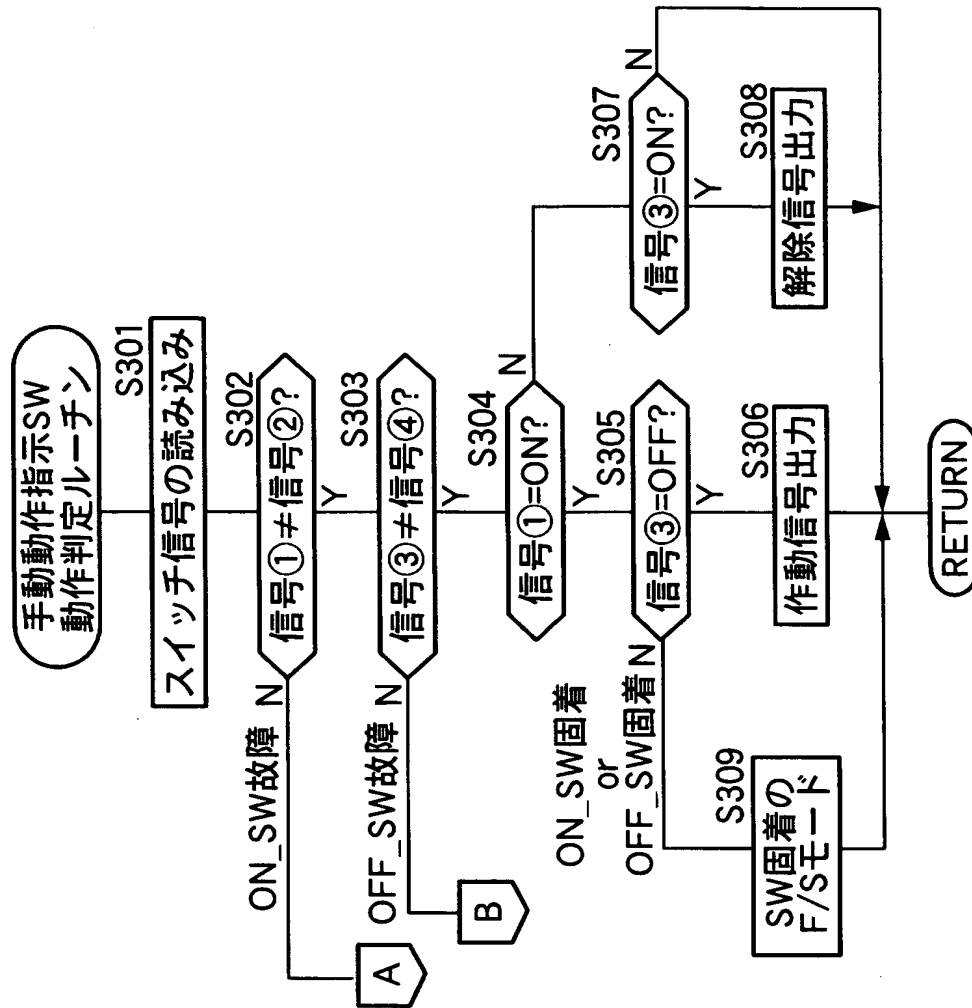 手動動作指示SW
動作判定ルーチン
S301
スイッチ信号の読み込み
S302
信号①≠信号②?
ON_SW故障 N
Y
S303
信号③≠信号④?
OFF_SW故障 N
Y
S304
信号①=ON?
N
Y
S305
信号③=OFF?
ON_SW固着
or
OFF_SW固着 N
Y
S306
作動信号出力
S307
信号③=ON?
N
Y
S308
解除信号出力
S309
SW固着の
F/Sモード
A
B
RETURN